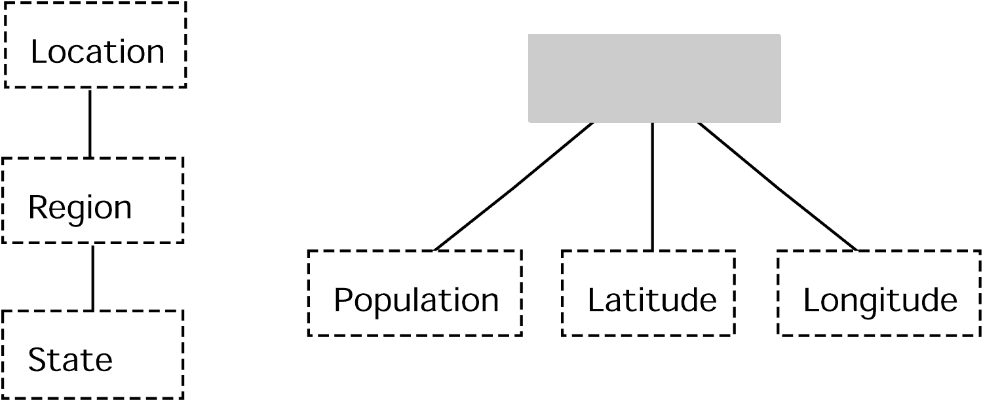 Location
Region
State
Population
Latitude
Longitude